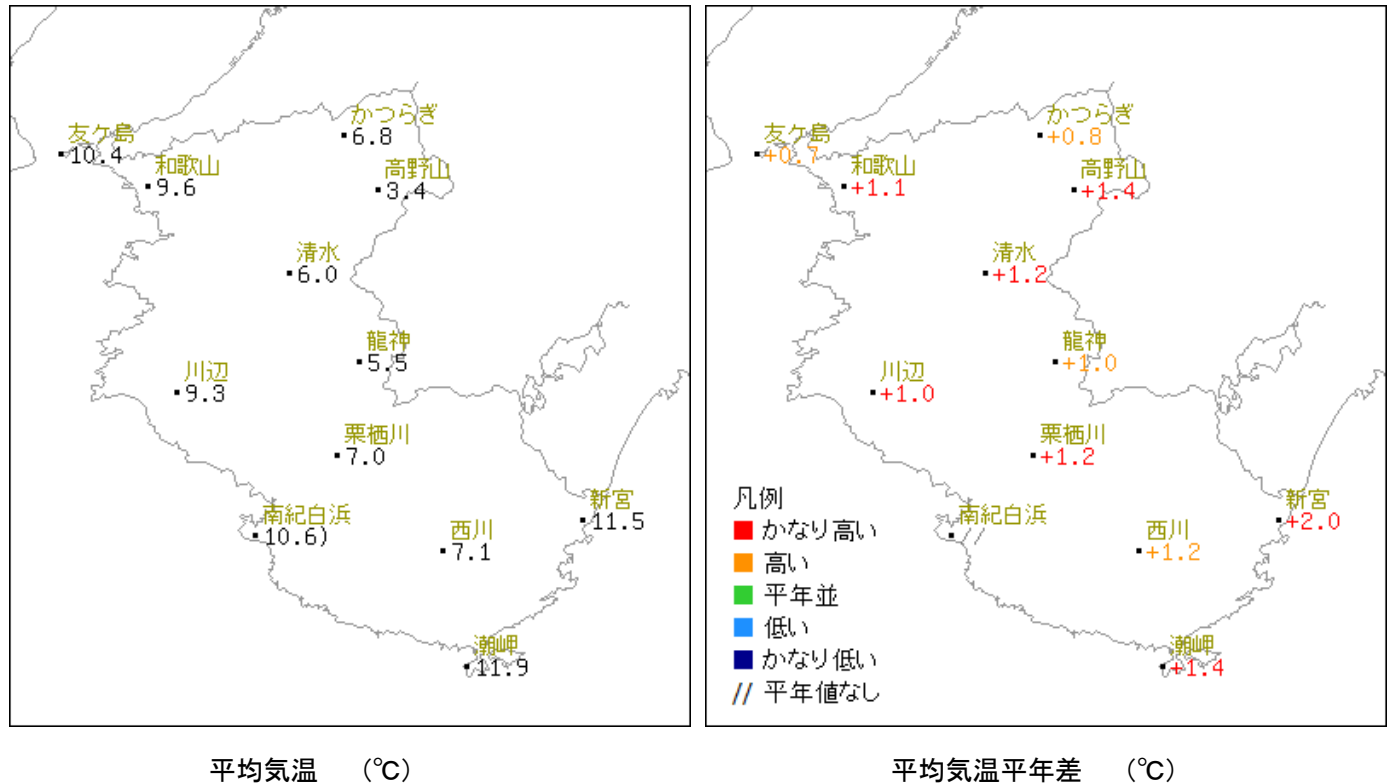 友ケ島
10.4
和歌山
9.6
かつらぎ
6.8
高野山
3.4
清水
6.0
龍神
5.5
川辺
9.3
栗栖川
7.0
南紀白浜
10.6)
西川
7.1
新宮
11.5
潮岬
11.9
平均気温 (℃)
友ケ島
+0.7
和歌山
+1.1
かつらぎ
+0.8
高野山
+1.4
清水
+1.2
龍神
+1.0
川辺
+1.0
栗栖川
+1.2
南紀白浜
//
西川
+1.2
新宮
+2.0
潮岬
+1.4
凡例
かなり高い
高い
平年並
低い
かなり低い
// 平年値なし
平均気温平年差 (℃)